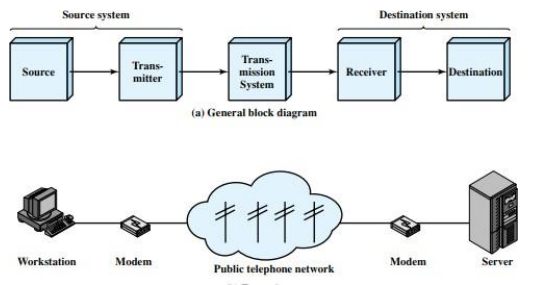 Source system
Destination system
Source
Trans-
mitter
Trans-
mission
System
Receiver
Destination
(a) General block diagram
Workstation
Modem
Public telephone network
Modem
Server